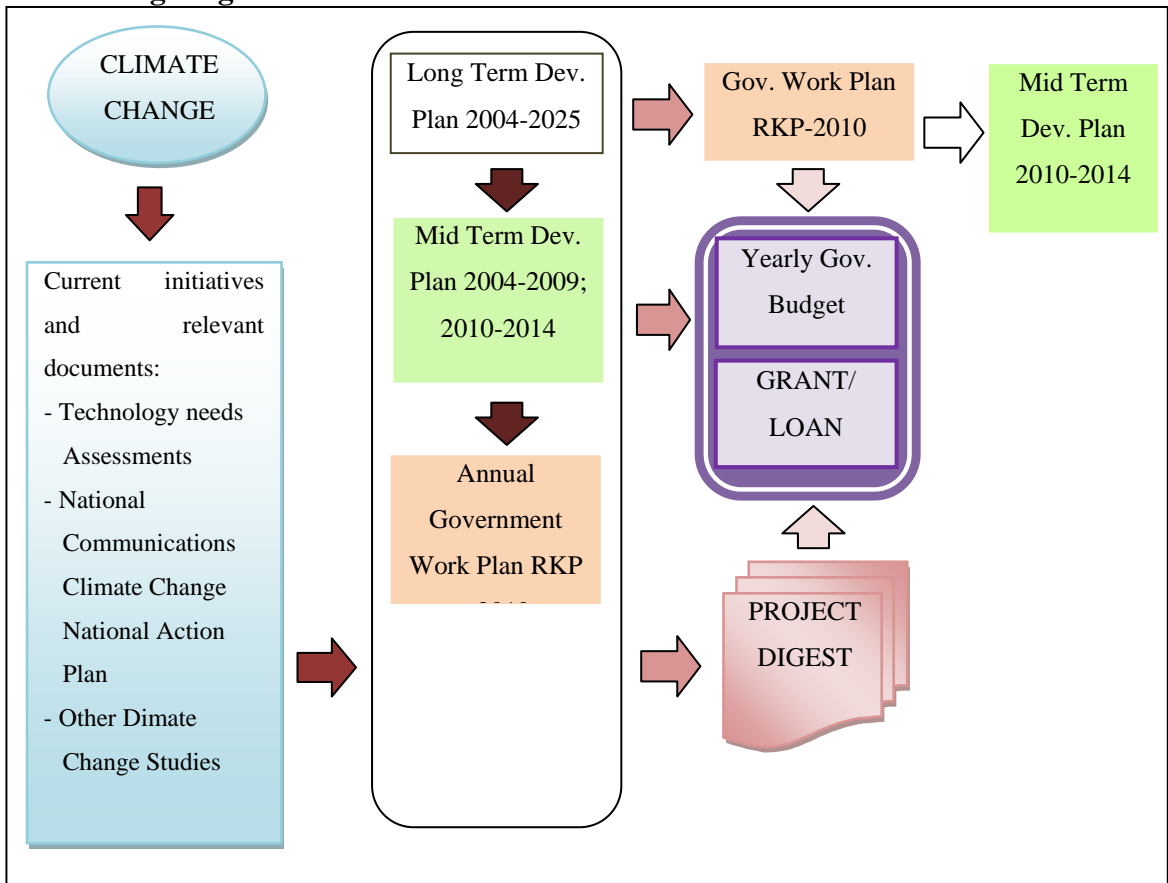 CLIMATE
CHANGE
Current initiatives
and relevant
documents:
- Technology needs
Assessments
- National
Communications
Climate Change
National Action
Plan
- Other Dimate
Change Studies
Long Term Dev.
Plan 2004-2025
Mid Term Dev.
Plan 2004-2009;
2010-2014
Annual
Government
Work Plan RKP
Gov. Work Plan
RKP-2010
Yearly Gov.
Budget
GRANT/
LOAN
PROJECT
DIGEST
Mid Term
Dev. Plan
2010-2014